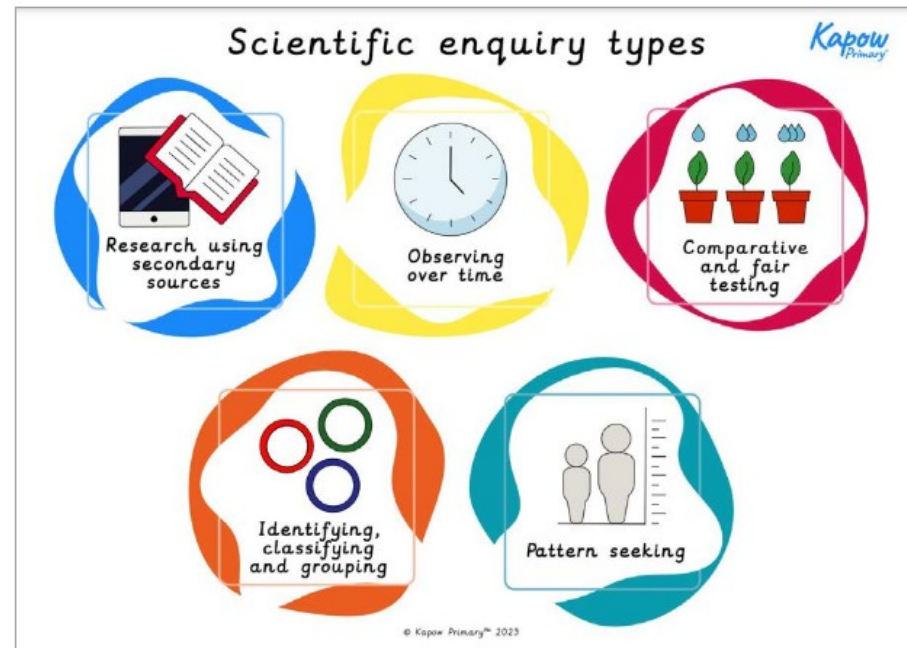 Scientific enquiry types
Kapow
Primary
Research using
secondary
sources
Observing
over time
Comparative
and fair
testing
Identifying,
classifying
and grouping
Pattern seeking
© Kapow Primary™ 2023